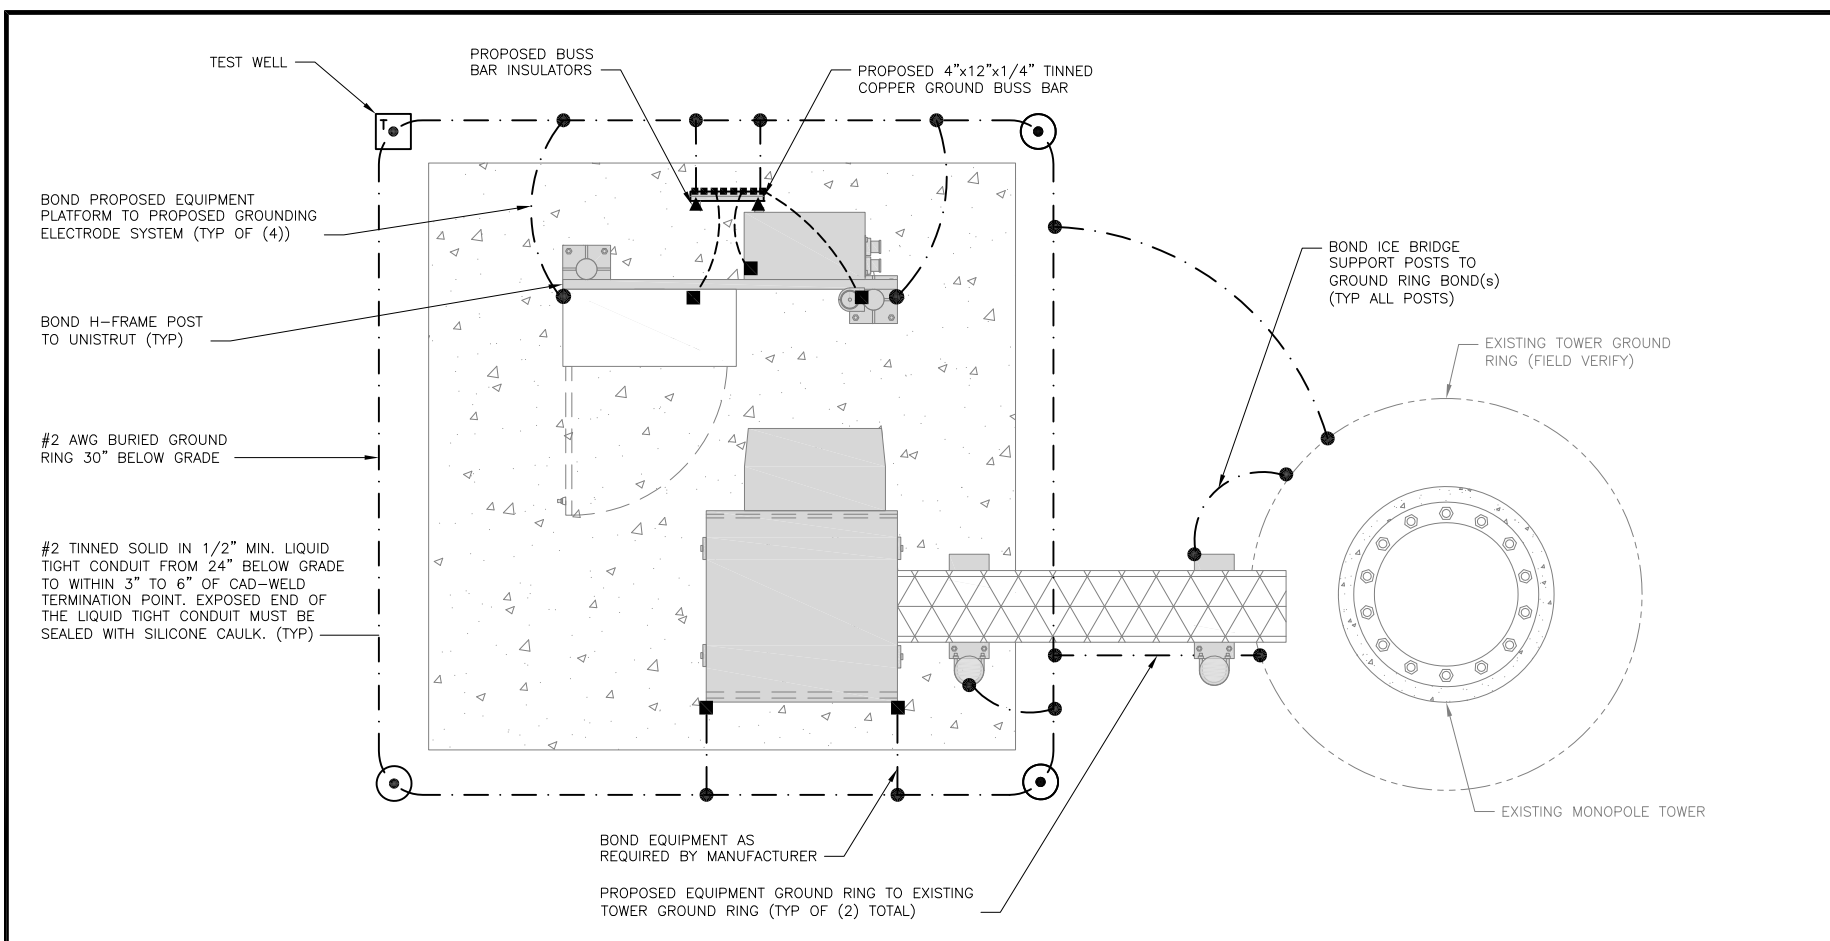 TEST WELL
PROPOSED BUSS
BAR INSULATORS
PROPOSED 4"x12"x1/4" TINNED
COPPER GROUND BUSS BAR
T
BOND PROPOSED EQUIPMENT
PLATFORM TO PROPOSED GROUNDING
ELECTRODE SYSTEM (TYP OF (4))
BOND ICE BRIDGE
SUPPORT POSTS TO
GROUND RING BOND(s)
(TYP ALL POSTS)
BOND H-FRAME POST
TO UNISTRUT (TYP)
EXISTING TOWER GROUND
RING (FIELD VERIFY)
#2 AWG BURIED GROUND
RING 30" BELOW GRADE
#2 TINNED SOLID IN 1/2" MIN. LIQUID
TIGHT CONDUIT FROM 24" BELOW GRADE
TO WITHIN 3" TO 6" OF CAD-WELD
TERMINATION POINT. EXPOSED END OF
THE LIQUID TIGHT CONDUIT MUST BE
SEALED WITH SILICONE CAULK. (TYP)
EXISTING MONOPOLE TOWER
BOND EQUIPMENT AS
REQUIRED BY MANUFACTURER
PROPOSED EQUIPMENT GROUND RING TO EXISTING
TOWER GROUND RING (TYP OF (2) TOTAL)